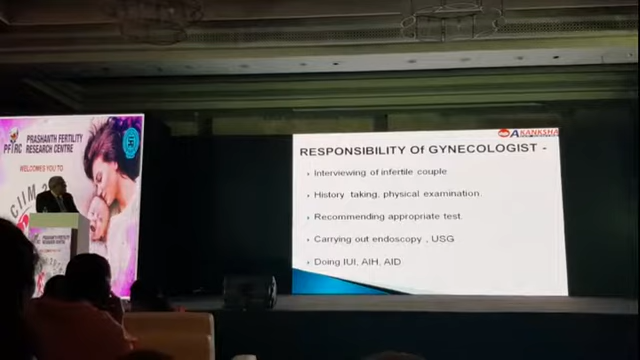 PFRC
PRASHANTH FERTILITY
RESEARCH CENTRE
WELCOMES YOU TO
AKANKSHA
RESPONSIBILITY Of GYNECOLOGIST -
Interviewing of infertile couple
History taking, physical examination.
Recommending appropriate test
Carrying out endoscopy , USG
Doing IUI, AIH, AID